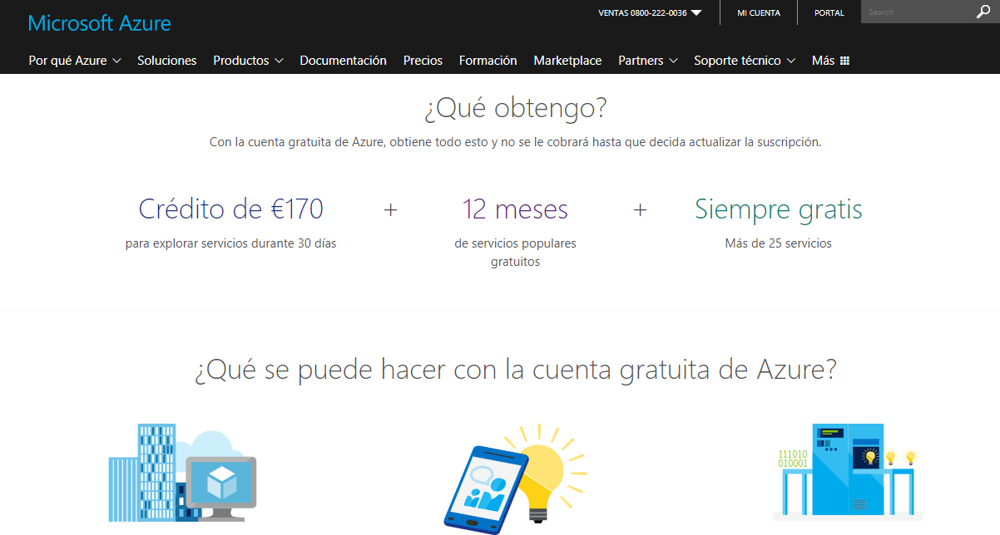 Microsoft Azure
VENTAS 0800-222-0036
MI CUENTA
PORTAL
Search
Por qué Azure
Soluciones
Productos
Documentación
Precios
Formación
Marketplace
Partners
Soporte técnico
Más
¿Qué obtengo?
Con la cuenta gratuita de Azure, obtiene todo esto y no se le cobrará hasta que decida actualizar la suscripción.
Crédito de €170
+
12 meses
+
Siempre gratis
para explorar servicios durante 30 días
de servicios populares
gratuitos
Más de 25 servicios
¿Qué se puede hacer con la cuenta gratuita de Azure?
111010
010001